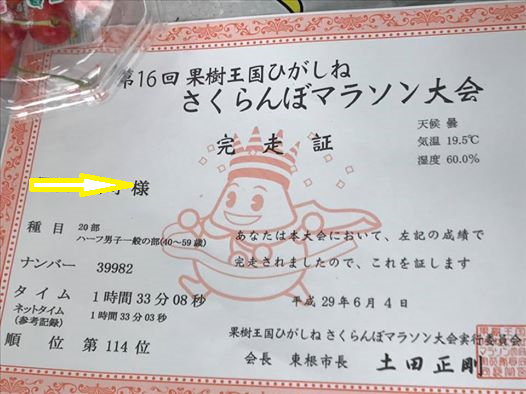 第16回 果樹王国ひがしね
さくらんぼマラソン大会
天候 曇
気温 19.5℃
湿度 60.0%
完走証
様
種目 20部
ハーフ男子一般の部(40~59歳)
ナンバー 39982
タイム 1時間33分08秒
ネットタイム 1時間33分03秒
(参考記録)
順位 第114位
あなたは本大会において、左記の成績で
完走されましたので、これを証します
平成29年6月4日
果樹王国ひがしね さくらんぼマラソン大会実行委員会
会長 東根市長 土田正剛